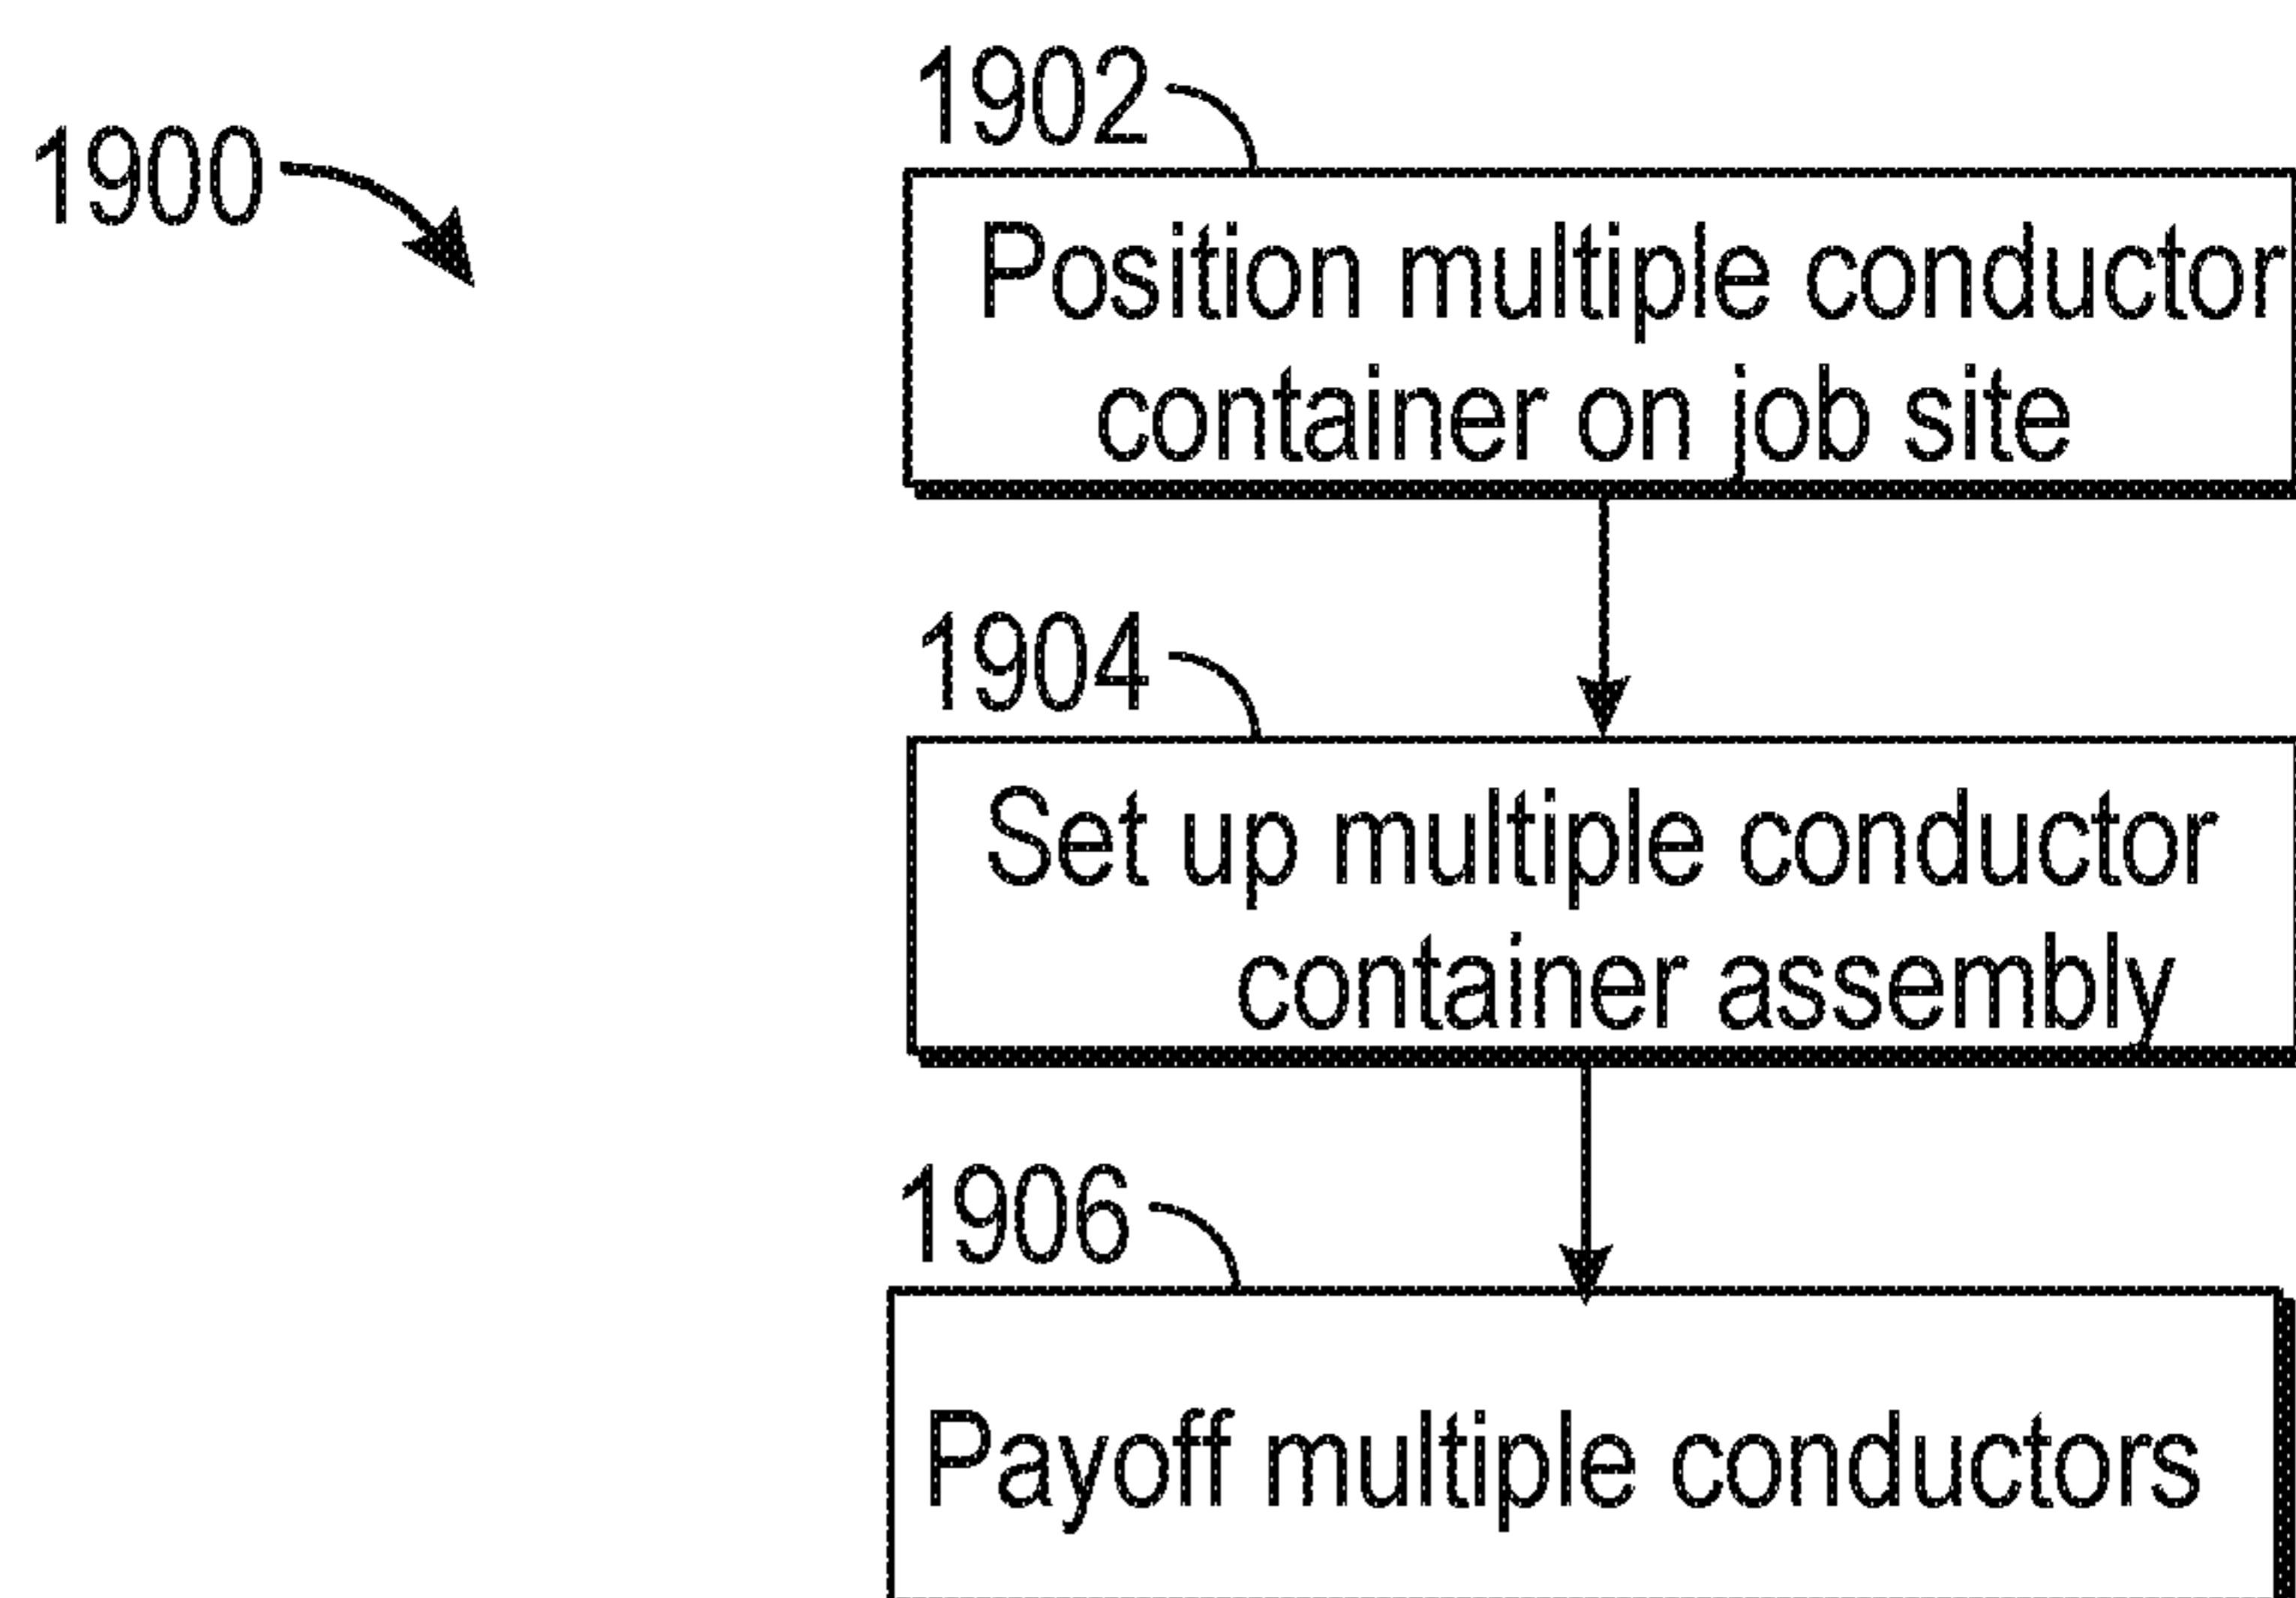 1900
1902
Position multiple conductor
container on job site
1904
Set up multiple conductor
container assembly
1906
Payoff multiple conductors